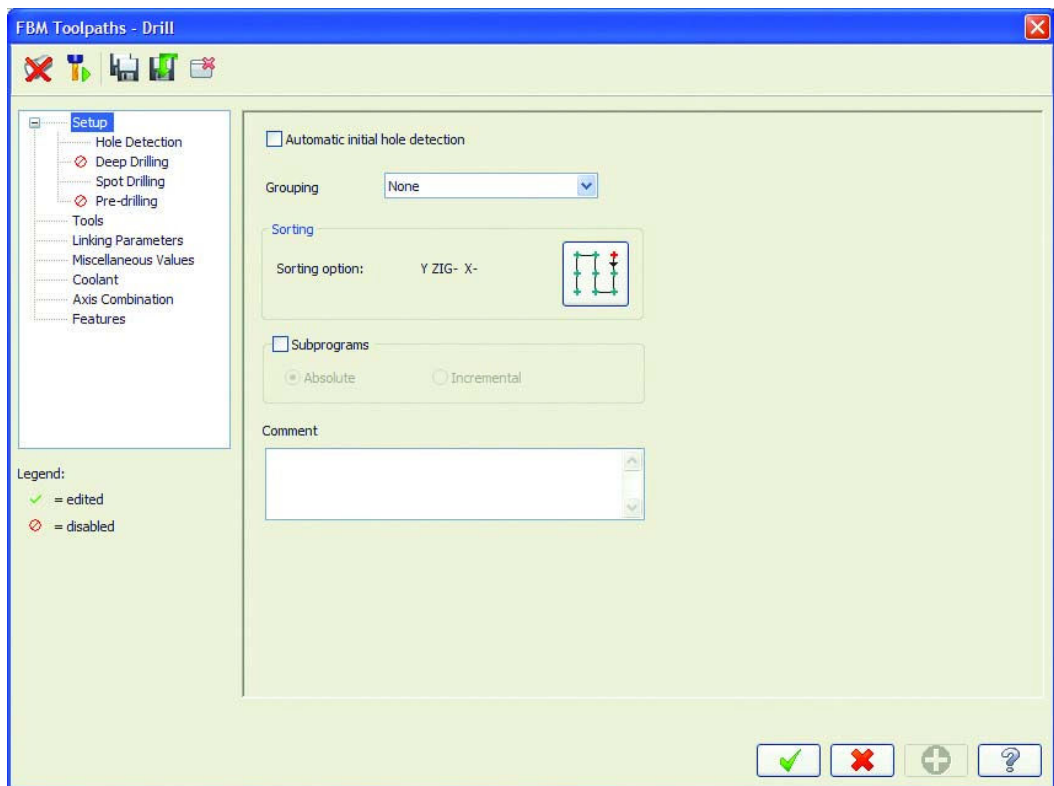 FBM Toolpaths - Drill
Setup
Hole Detection
Deep Drilling
Spot Drilling
Pre-drilling
Tools
Linking Parameters
Miscellaneous Values
Coolant
Axis Combination
Features
Legend:
= edited
= disabled
Automatic initial hole detection
Grouping None
Sorting
Sorting option: Y ZIG- X-
Subprograms
Absolute Incremental
Comment